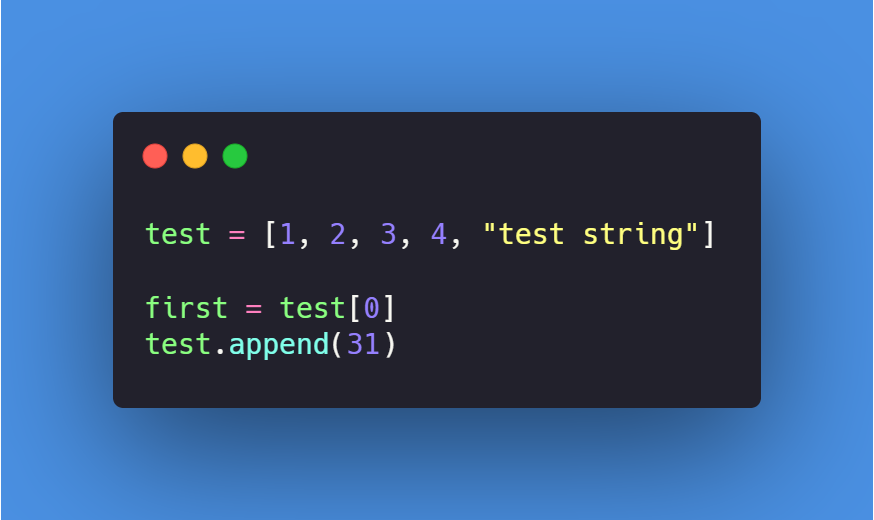 test = [1, 2, 3, 4, "test string"]
first = test[0]
test.append(31)